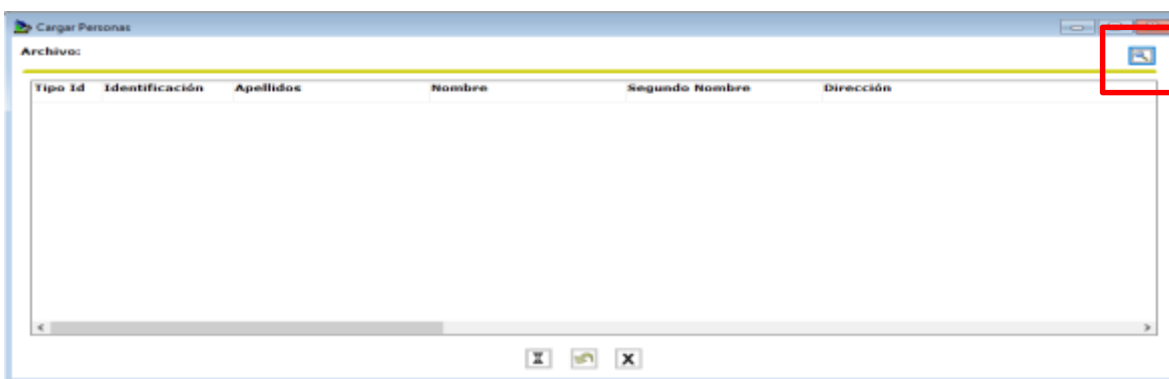 Cargar Personas
Archivo:
Tipo Id Identificación Apellidos Nombre Segundo Nombre Dirección